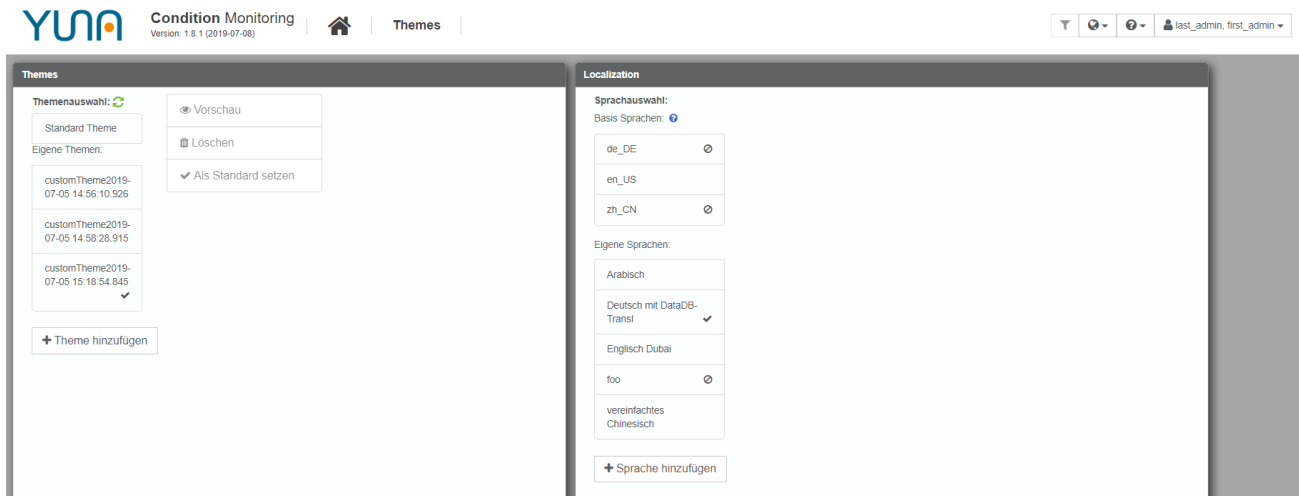 YUNA
Condition Monitoring
Version: 1.8.1 (2019-07-08)
Themes
last_admin, first_admin
Themes
Themenauswahl:
Standard Theme
Eigene Themen:
customTheme2019-
07-05 14:56:10.926
customTheme2019-
07-05 14:58:28.915
customTheme2019-
07-05 15:18:54.845
Theme hinzufügen
Vorschau
Löschen
Als Standard setzen
Localization
Sprachauswahl:
Basis Sprachen:
de_DE
en_US
zh_CN
Eigene Sprachen:
Arabisch
Deutsch mit DataDB-
Transl
Englisch Dubai
foo
vereinfachtes
Chinesisch
Sprache hinzufügen